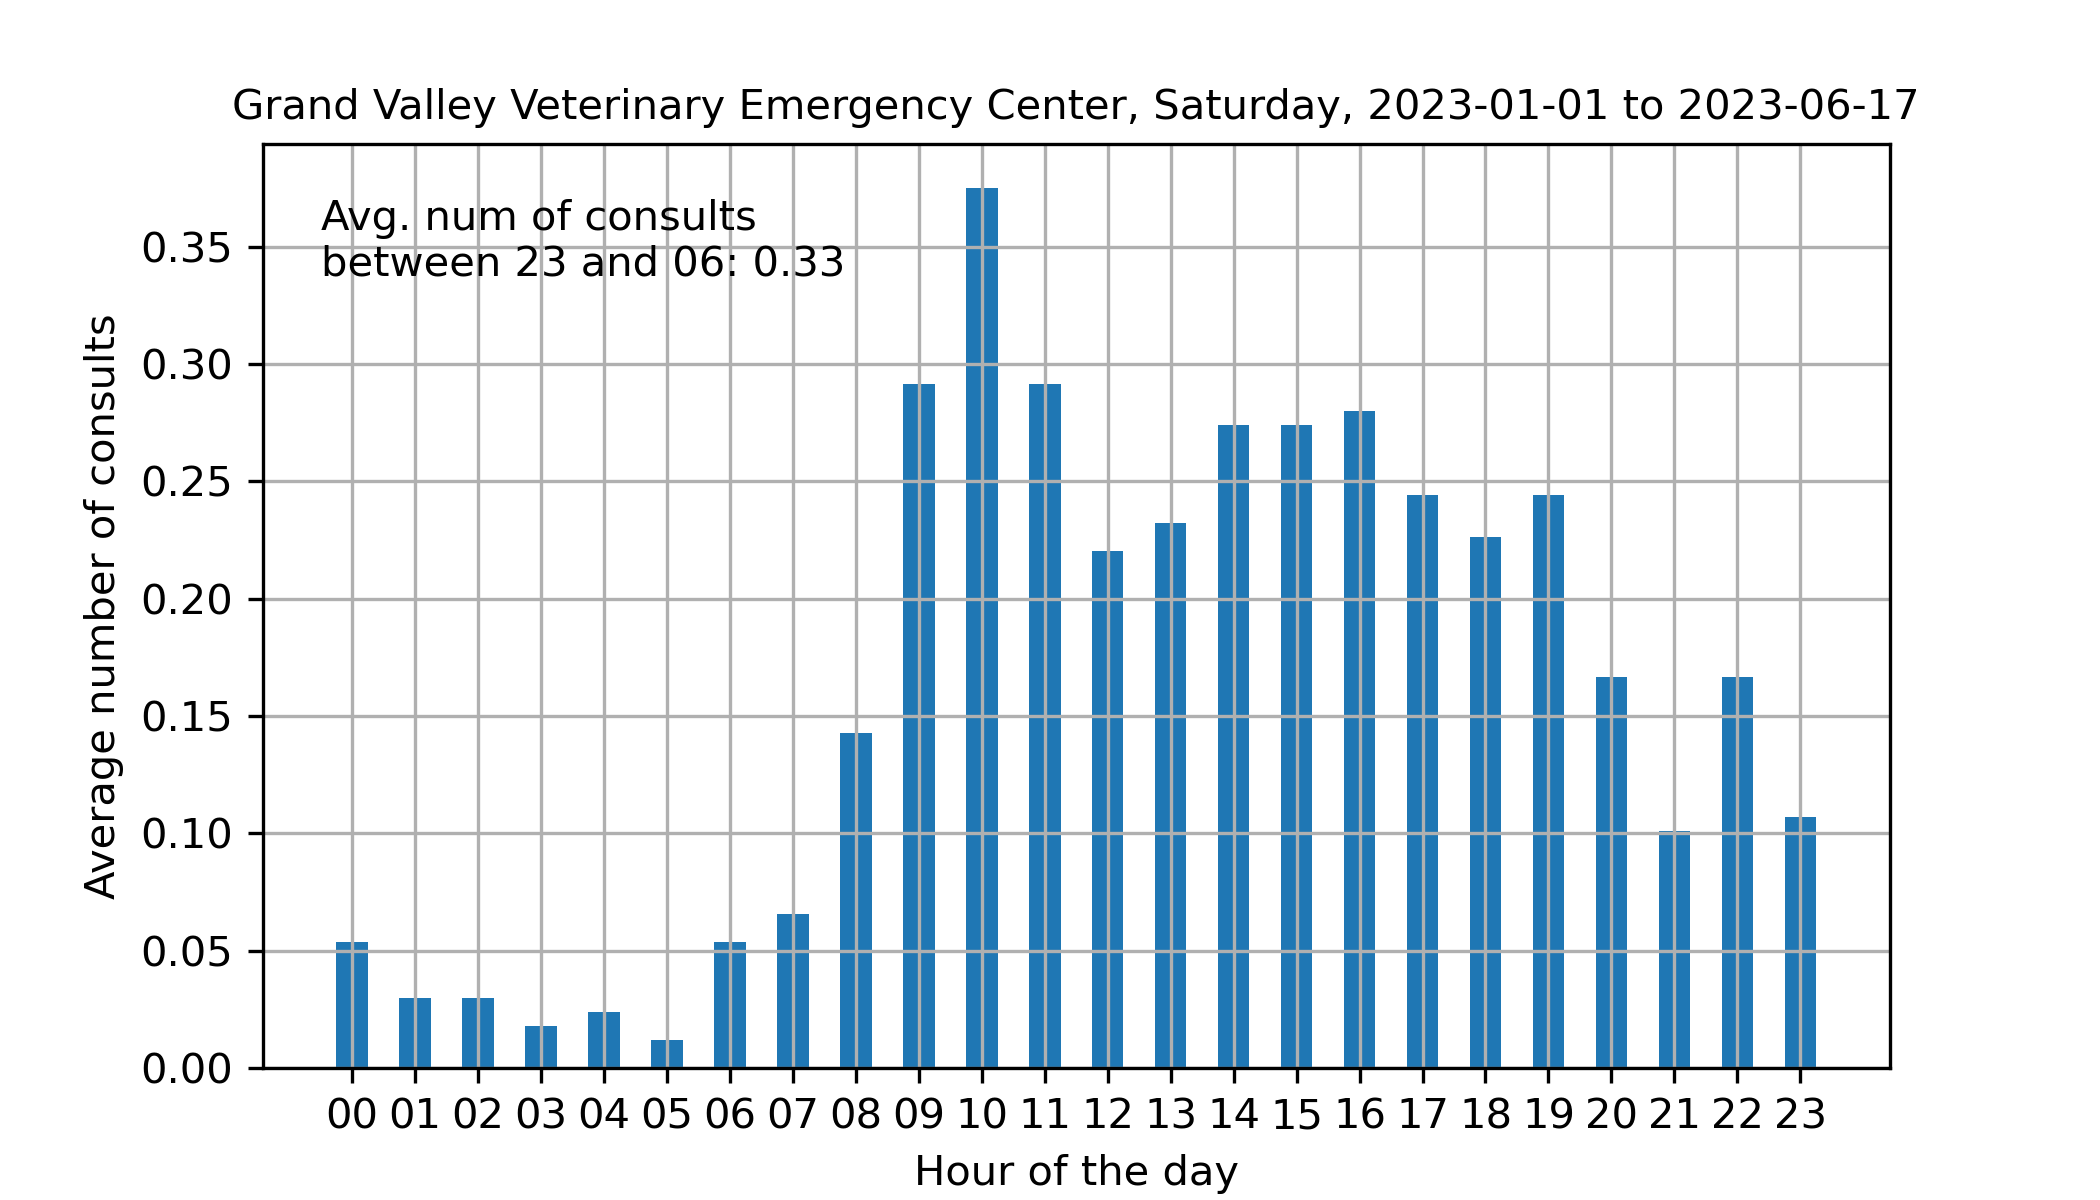 Grand Valley Veterinary Emergency Center, Saturday, 2023-01-01 to 2023-06-17
Avg. num of consults
between 23 and 06: 0.33
Average number of consults
0.35
0.30
0.25
0.20
0.15
0.10
0.05
0.00
00 01 02 03 04 05 06 07 08 09 10 11 12 13 14 15 16 17 18 19 20 21 22 23
Hour of the day